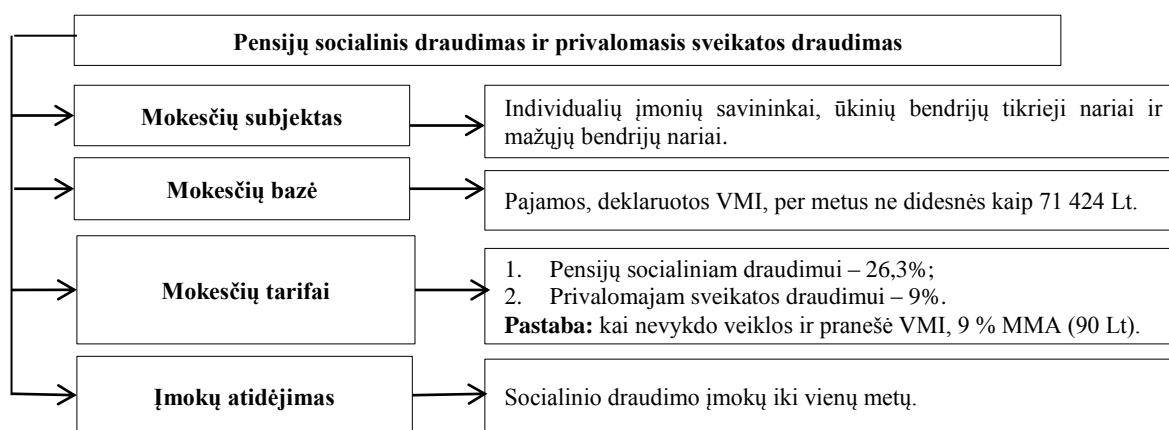 Pensijų socialinis draudimas ir privalomasis sveikatos draudimas
Mokesčių subjektas
Individualių įmonių savininkai, ūkinių bendrijų tikrieji nariai ir
mažųjų bendrijų nariai.
Mokesčių bazė
Pajamos, deklaruotos VMI, per metus ne didesnės kaip 71 424 Lt.
Mokesčių tarifai
1. Pensijų socialiniam draudimui – 26,3%;
2. Privalomajam sveikatos draudimui – 9%.
Pastaba: kai nevykdo veiklos ir pranešė VMI, 9 % MMA (90 Lt).
Įmokų atidėjimas
Socialinio draudimo įmokų iki vienų metų.